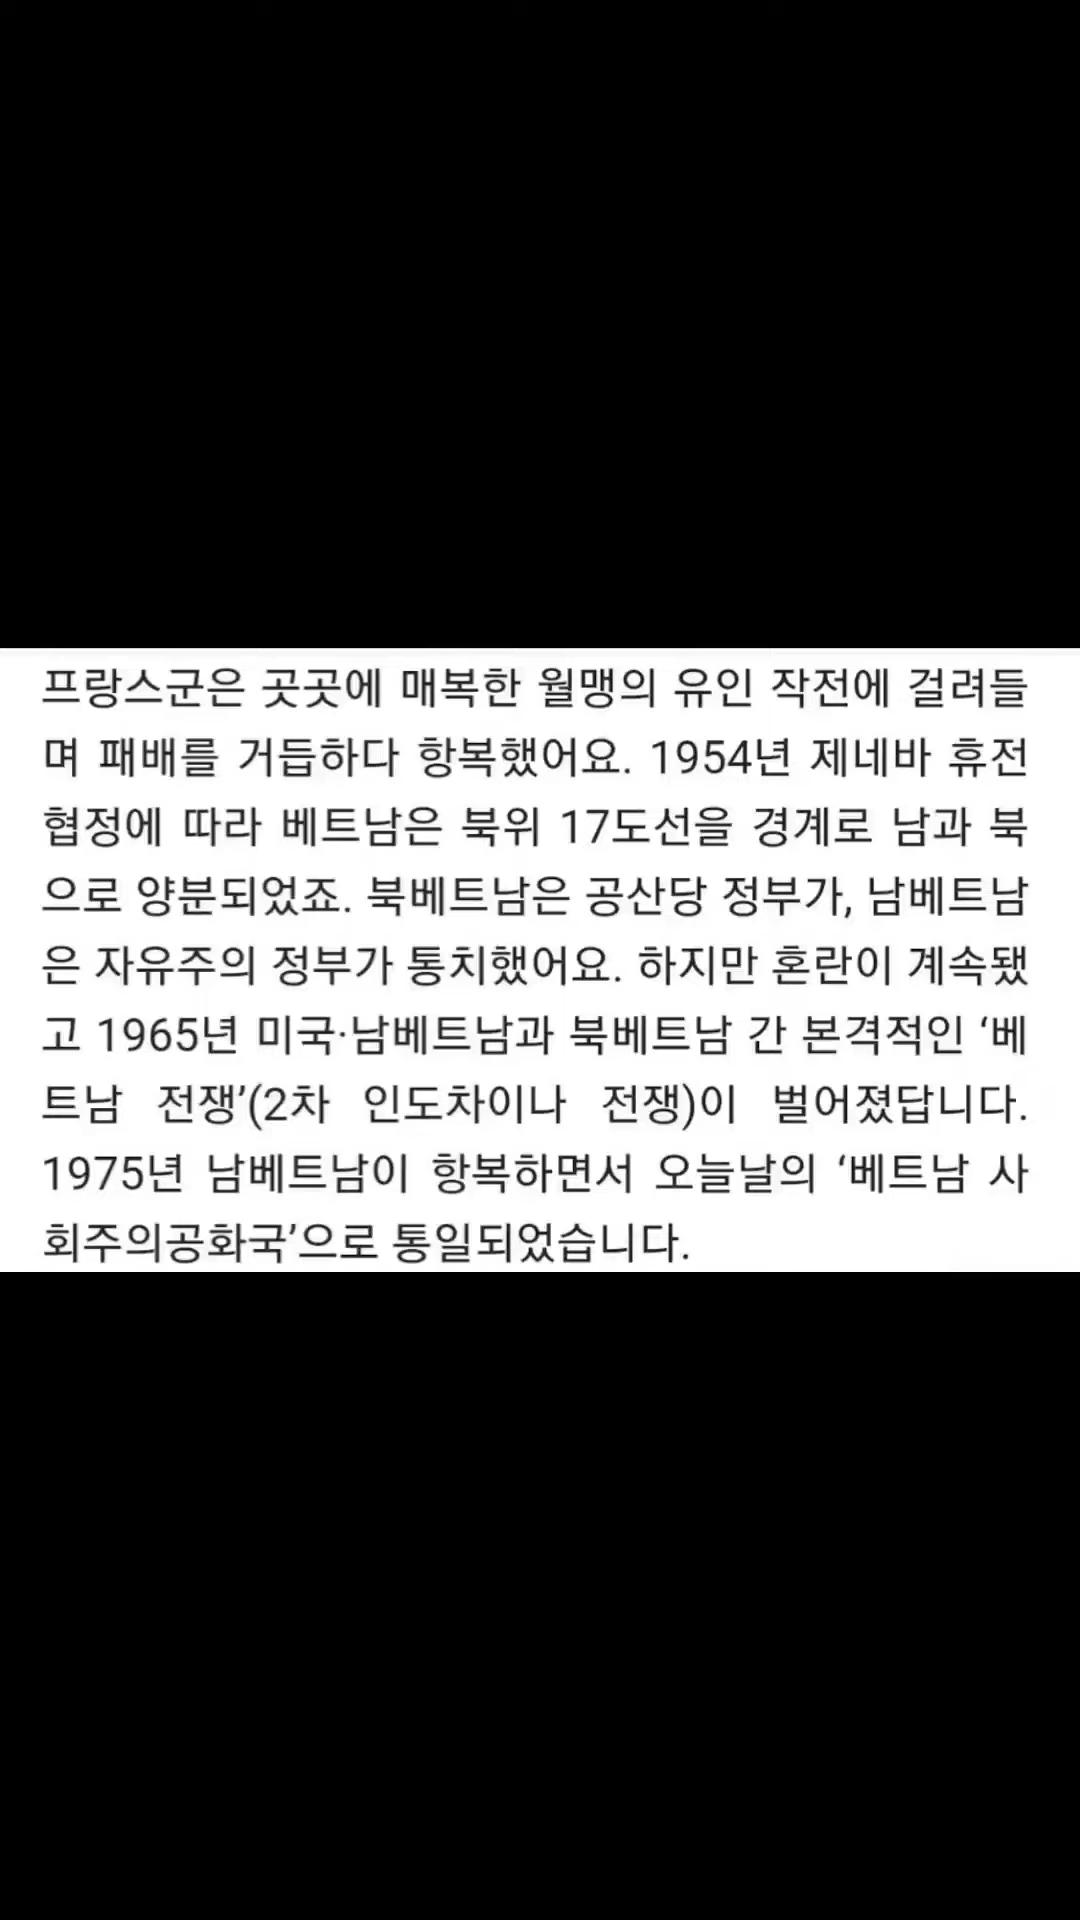 프랑스군은 곳곳에 매복한 월맹의 유인 작전에 걸려들
며 패배를 거듭하다 항복했어요. 1954년 제네바 휴전
협정에 따라 베트남은 북위 17도선을 경계로 남과 북
으로 양분되었죠. 북베트남은 공산당 정부가, 남베트남
은 자유주의 정부가 통치했어요. 하지만 혼란이 계속됐
고 1965년 미국·남베트남과 북베트남 간 본격적인 ‘베
트남 전쟁’(2차 인도차이나 전쟁)이 벌어졌답니다.
1975년 남베트남이 항복하면서 오늘날의 ‘베트남 사
회주의공화국’으로 통일되었습니다.